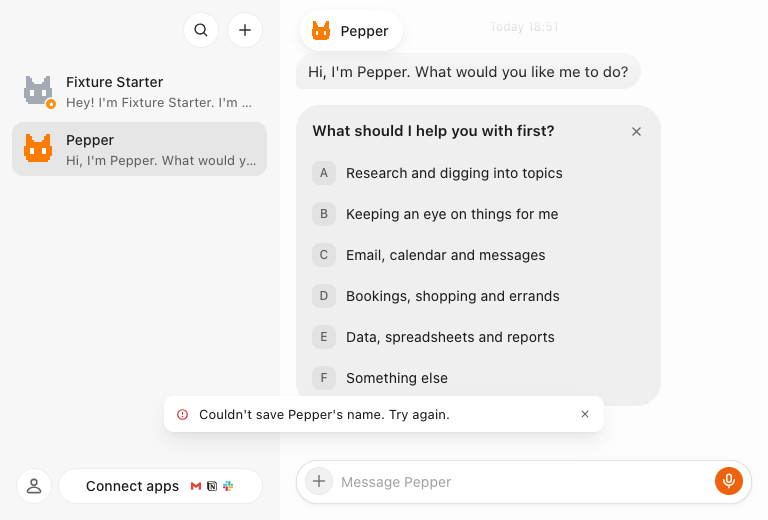 Pepper
Today 18:51
Fixture Starter
Hey! I'm Fixture Starter. I'm ...
Pepper
Hi, I'm Pepper. What would y...
Hi, I'm Pepper. What would you like me to do?
What should I help you with first?
A Research and digging into topics
B Keeping an eye on things for me
C Email, calendar and messages
D Bookings, shopping and errands
E Data, spreadsheets and reports
F Something else
Couldn't save Pepper's name. Try again.
Connect apps
Message Pepper